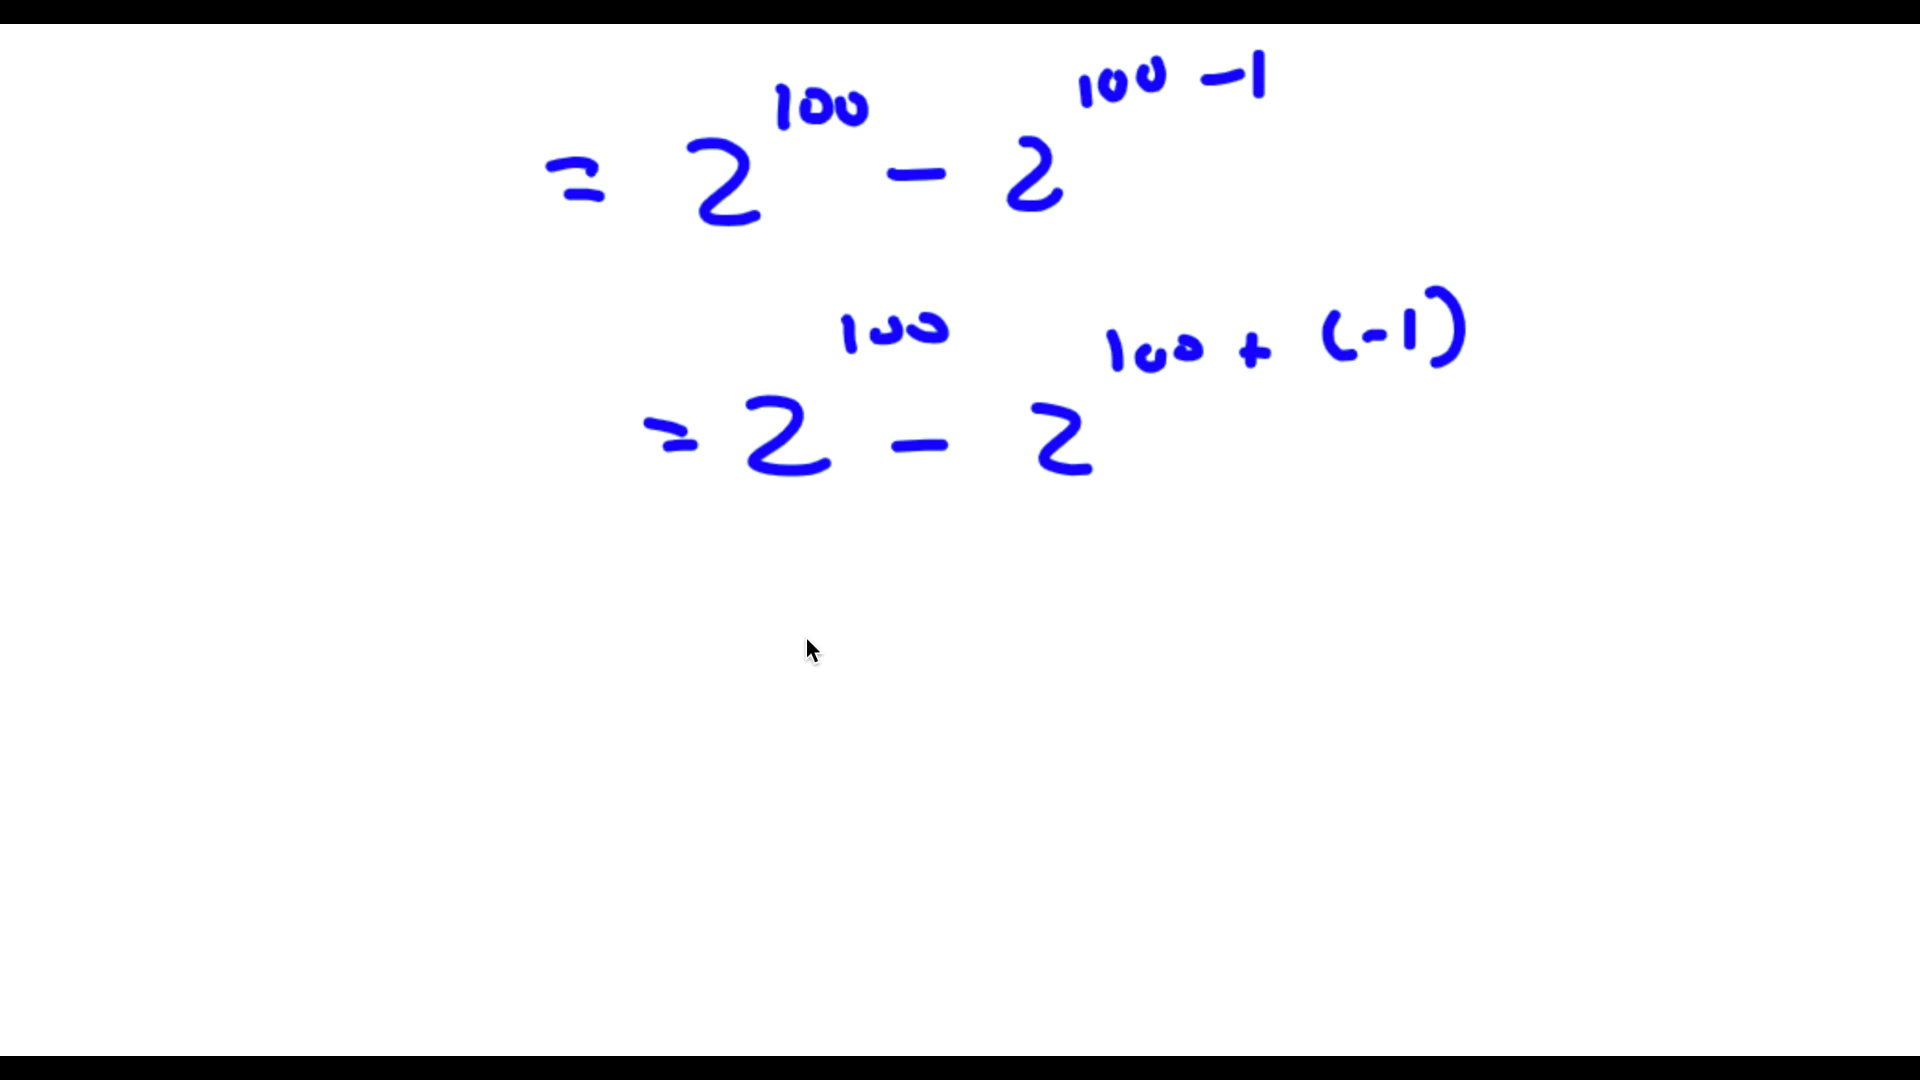 = 2^100 - 2^100-1
= 2^100 - 2^100+(-1)